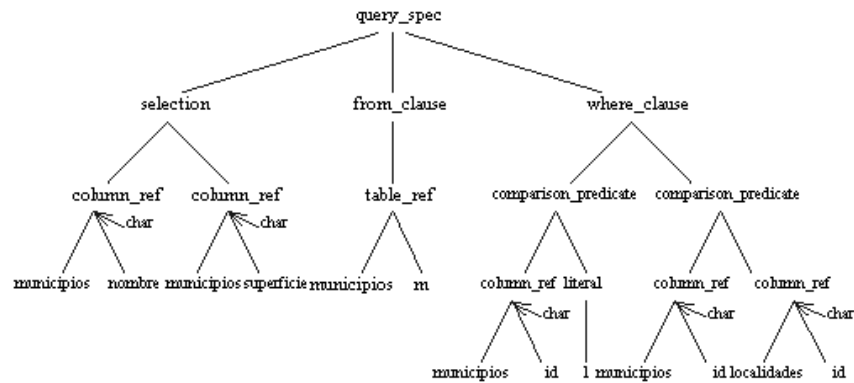 query_spec
selection from_clause where_clause
column_ref column_ref table_ref comparison_predicate comparison_predicate
char char
municipios nombre municipios superficie municipios m column_ref literal column_ref column_ref
char char char
municipios id 1 municipios id localidades id